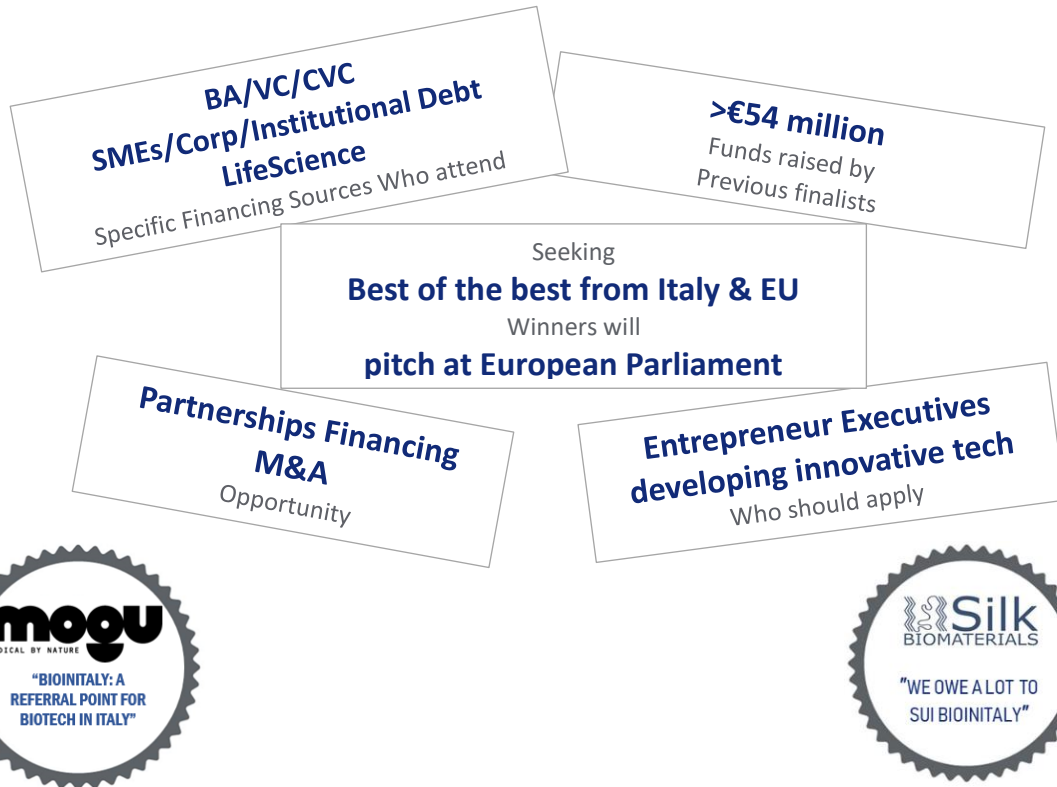 BA/VC/CVC
SMEs/Corp/Institutional Debt
LifeScience
Specific Financing Sources Who attend
>€54 million
Funds raised by
Previous finalists
Seeking
Best of the best from Italy & EU
Winners will
pitch at European Parliament
Partnerships Financing
M&A
Opportunity
Entrepreneur Executives
developing innovative tech
Who should apply
mogu
DICAL BY NATURE
"BIOINITALY: A
REFERRAL POINT FOR
BIOTECH IN ITALY"
Silk
BIOMATERIALS
"WE OWE A LOT TO
SUI BIOINITALY"